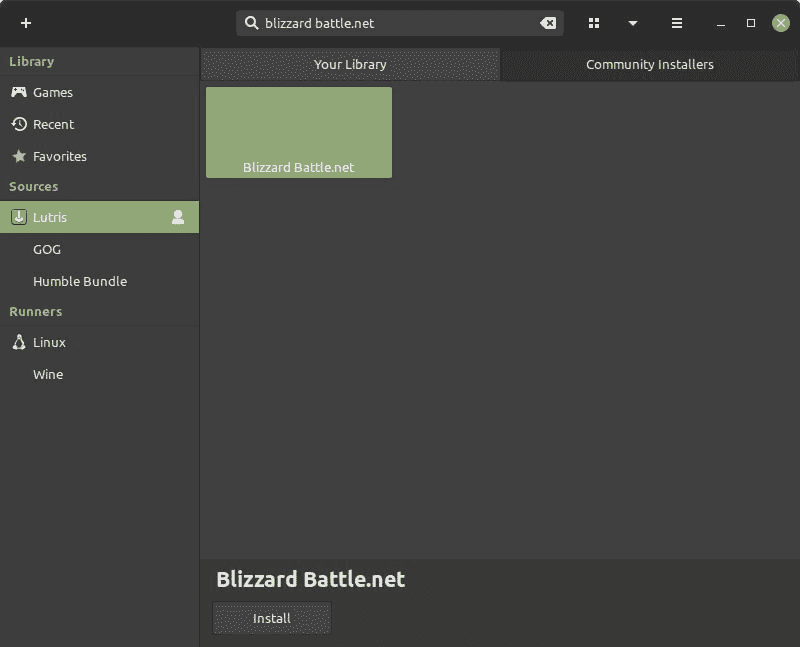 blizzard battle.net
Library
Games
Recent
Favorites
Sources
Lutris
GOG
Humble Bundle
Runners
Linux
Wine
Your Library
Community Installers
Blizzard Battle.net
Blizzard Battle.net
Install